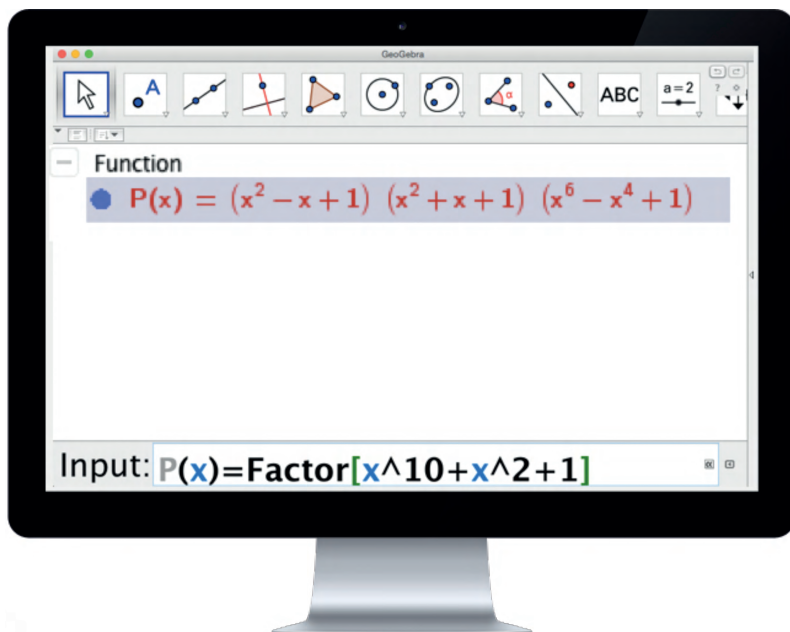 GeoGebra
A
α
ABC
a=2
?
Function
P(x) = (x² − x + 1) (x² + x + 1) (x⁶ − x⁴ + 1)
Input: P(x)=Factor[x^10+x^2+1]